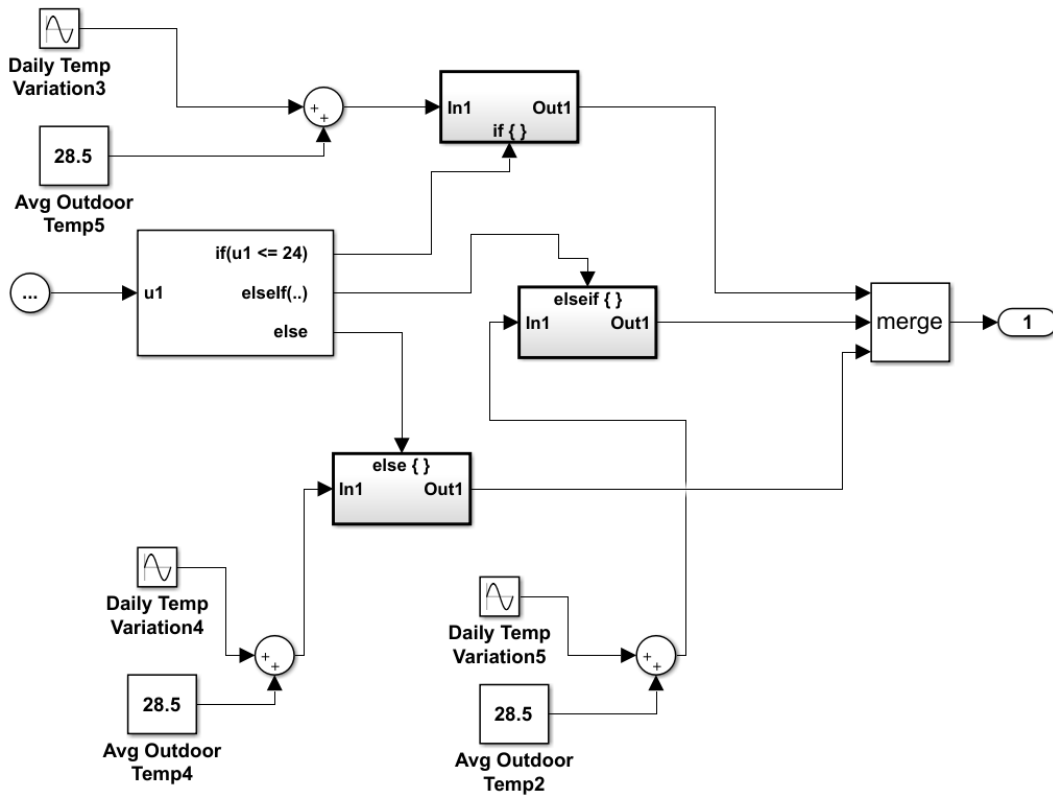 Daily Temp
Variation3
28.5
Avg Outdoor
Temp5
+
+
In1
Out1
if { }
...
u1
if(u1 <= 24)
elseIf(..)
else
elseif { }
In1
Out1
merge
1
else { }
In1
Out1
Daily Temp
Variation4
+
+
28.5
Avg Outdoor
Temp4
Daily Temp
Variation5
+
+
28.5
Avg Outdoor
Temp2